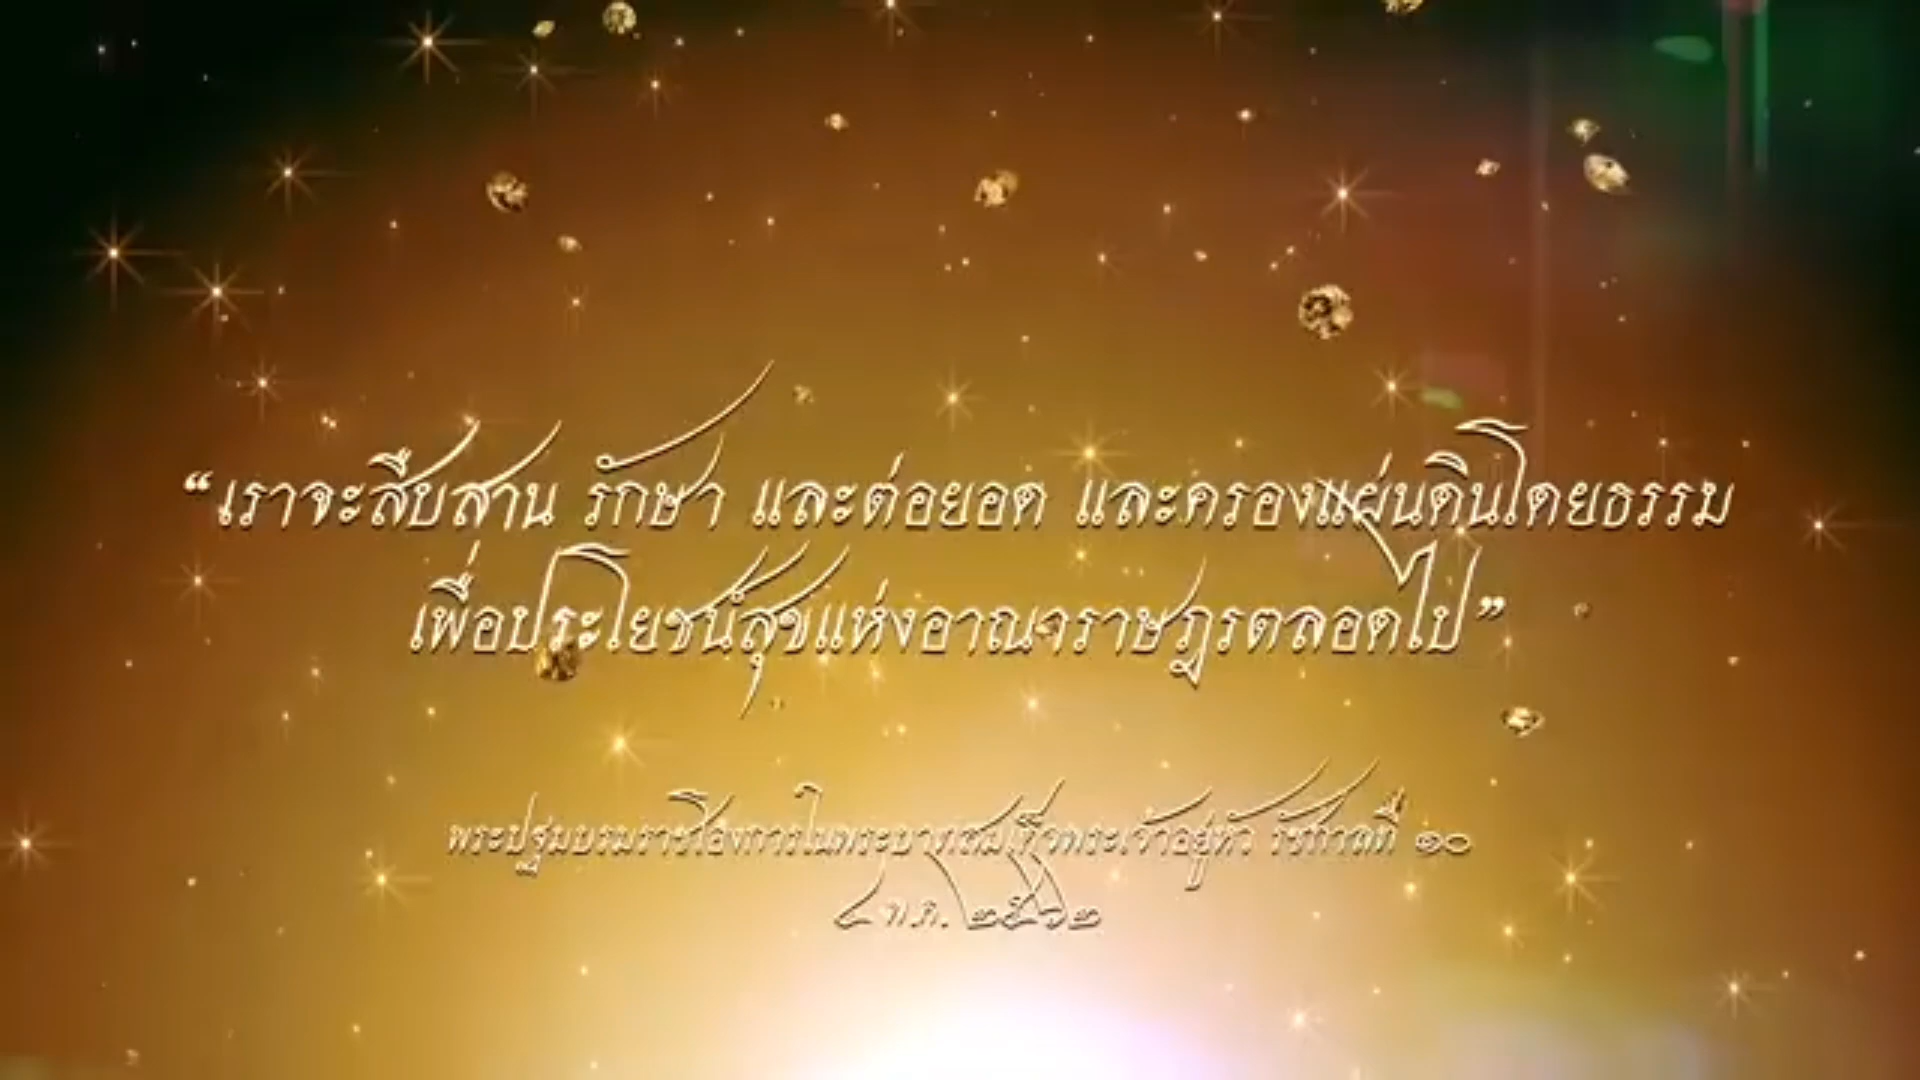 “เราจะสืบสาน รักษา และต่อยอด และครองแผ่นดินโดยธรรม
เพื่อประโยชน์สุขแห่งอาณาราษฎรตลอดไป”
พระปฐมบรมราชโองการในพระบาทสมเด็จพระเจ้าอยู่หัว รัชกาลที่ ๑๐
๔ พ.ค. ๒๕๖๒